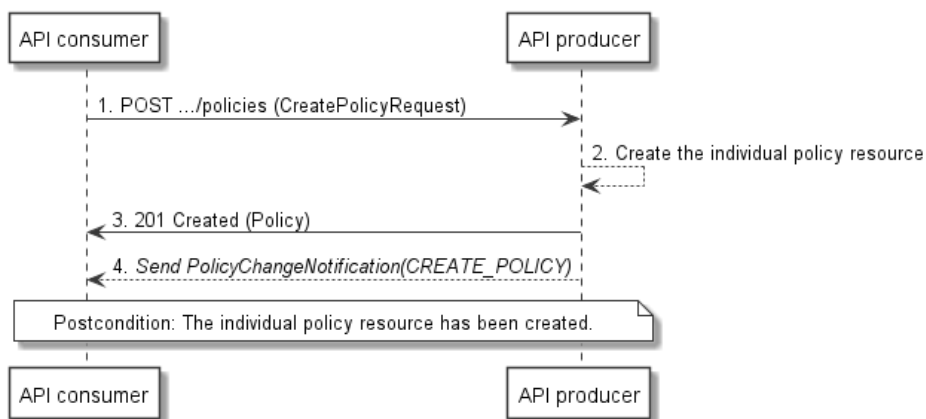 API consumer
API producer
1. POST .../policies (CreatePolicyRequest)
2. Create the individual policy resource
3. 201 Created (Policy)
4. Send PolicyChangeNotification(CREATE_POLICY)
Postcondition: The individual policy resource has been created.
API consumer
API producer